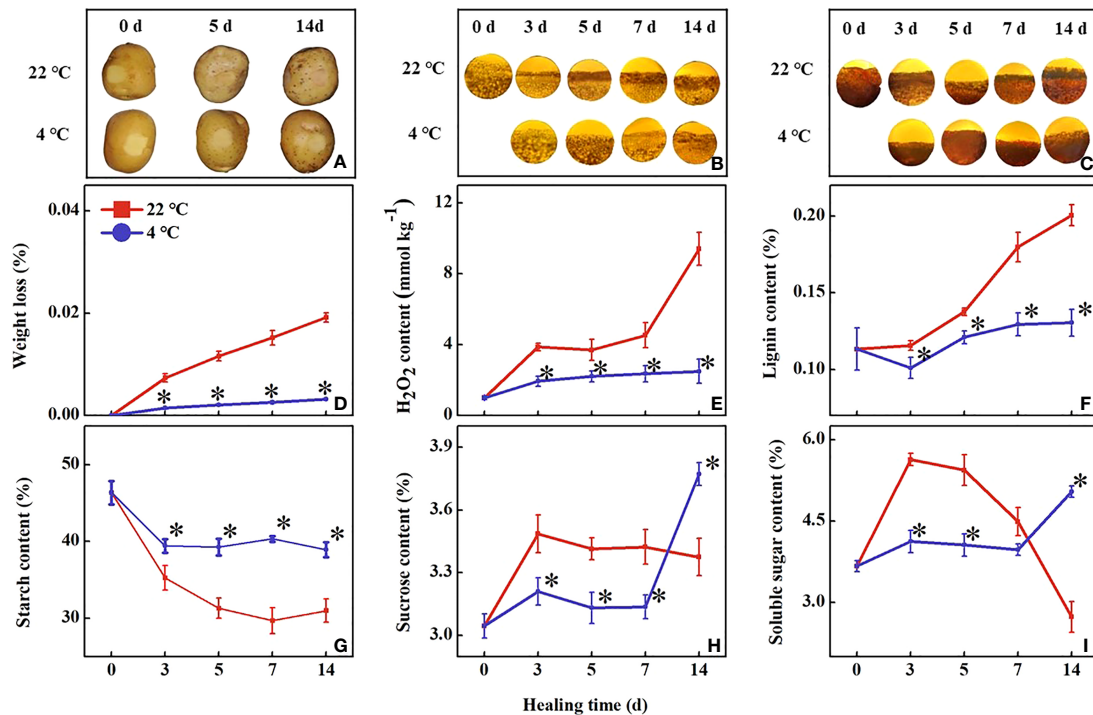 0 d 5 d 14d
22 °C
4 °C
A
0 d 3 d 5 d 7 d 14 d
22 °C
4 °C
B
0 d 3 d 5 d 7 d 14 d
22 °C
4 °C
C
Weight loss (%)
0.04
0.02
0.00
22 °C
4 °C
* * * *
D
H2O2 content (mmol kg-1)
12
8
4
0
* * * *
E
Lignin content (%)
0.20
0.15
0.10
* * * *
F
Starch content (%)
50
40
30
* * * *
G
0 3 5 7 14
Sucrose content (%)
3.9
3.6
3.3
3.0
* * * *
H
0 3 5 7 14
Soluble sugar content (%)
6.0
4.5
3.0
* * *
I
0 3 5 7 14
Healing time (d)